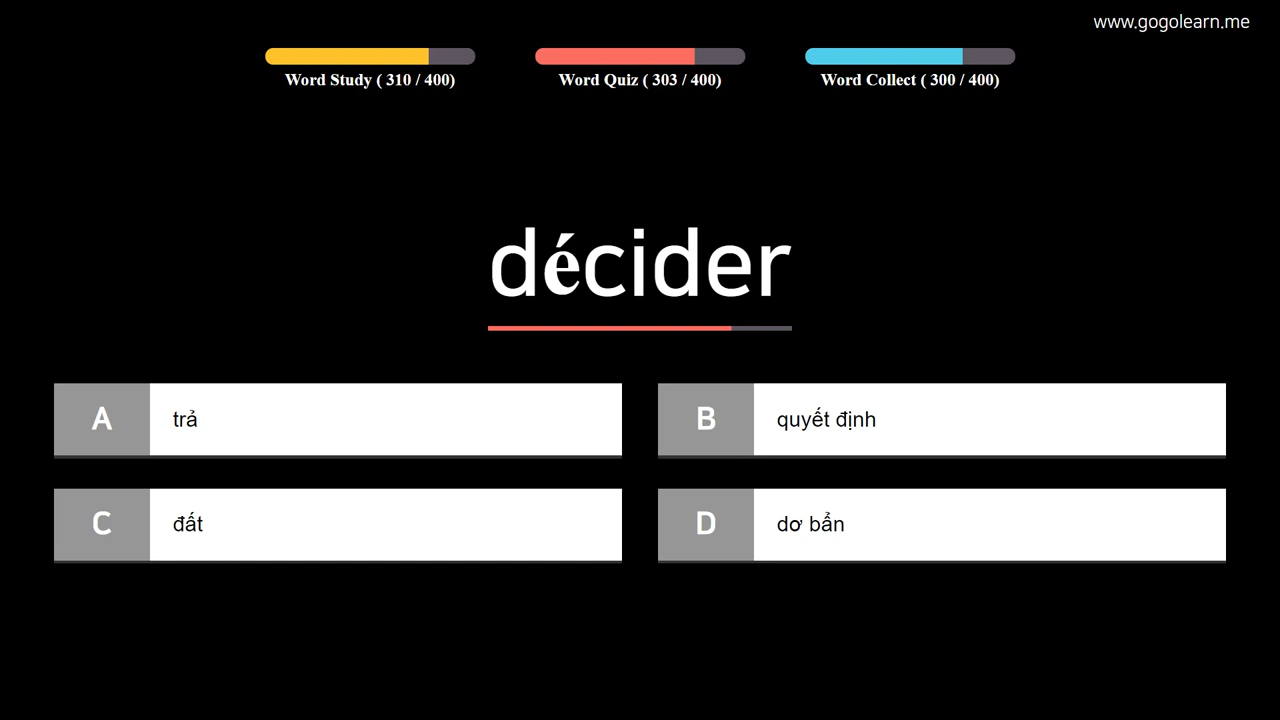 www.gogolearn.me
Word Study ( 310 / 400)
Word Quiz ( 303 / 400)
Word Collect ( 300 / 400)
décider
A trả
B quyết định
C đất
D dơ bẩn